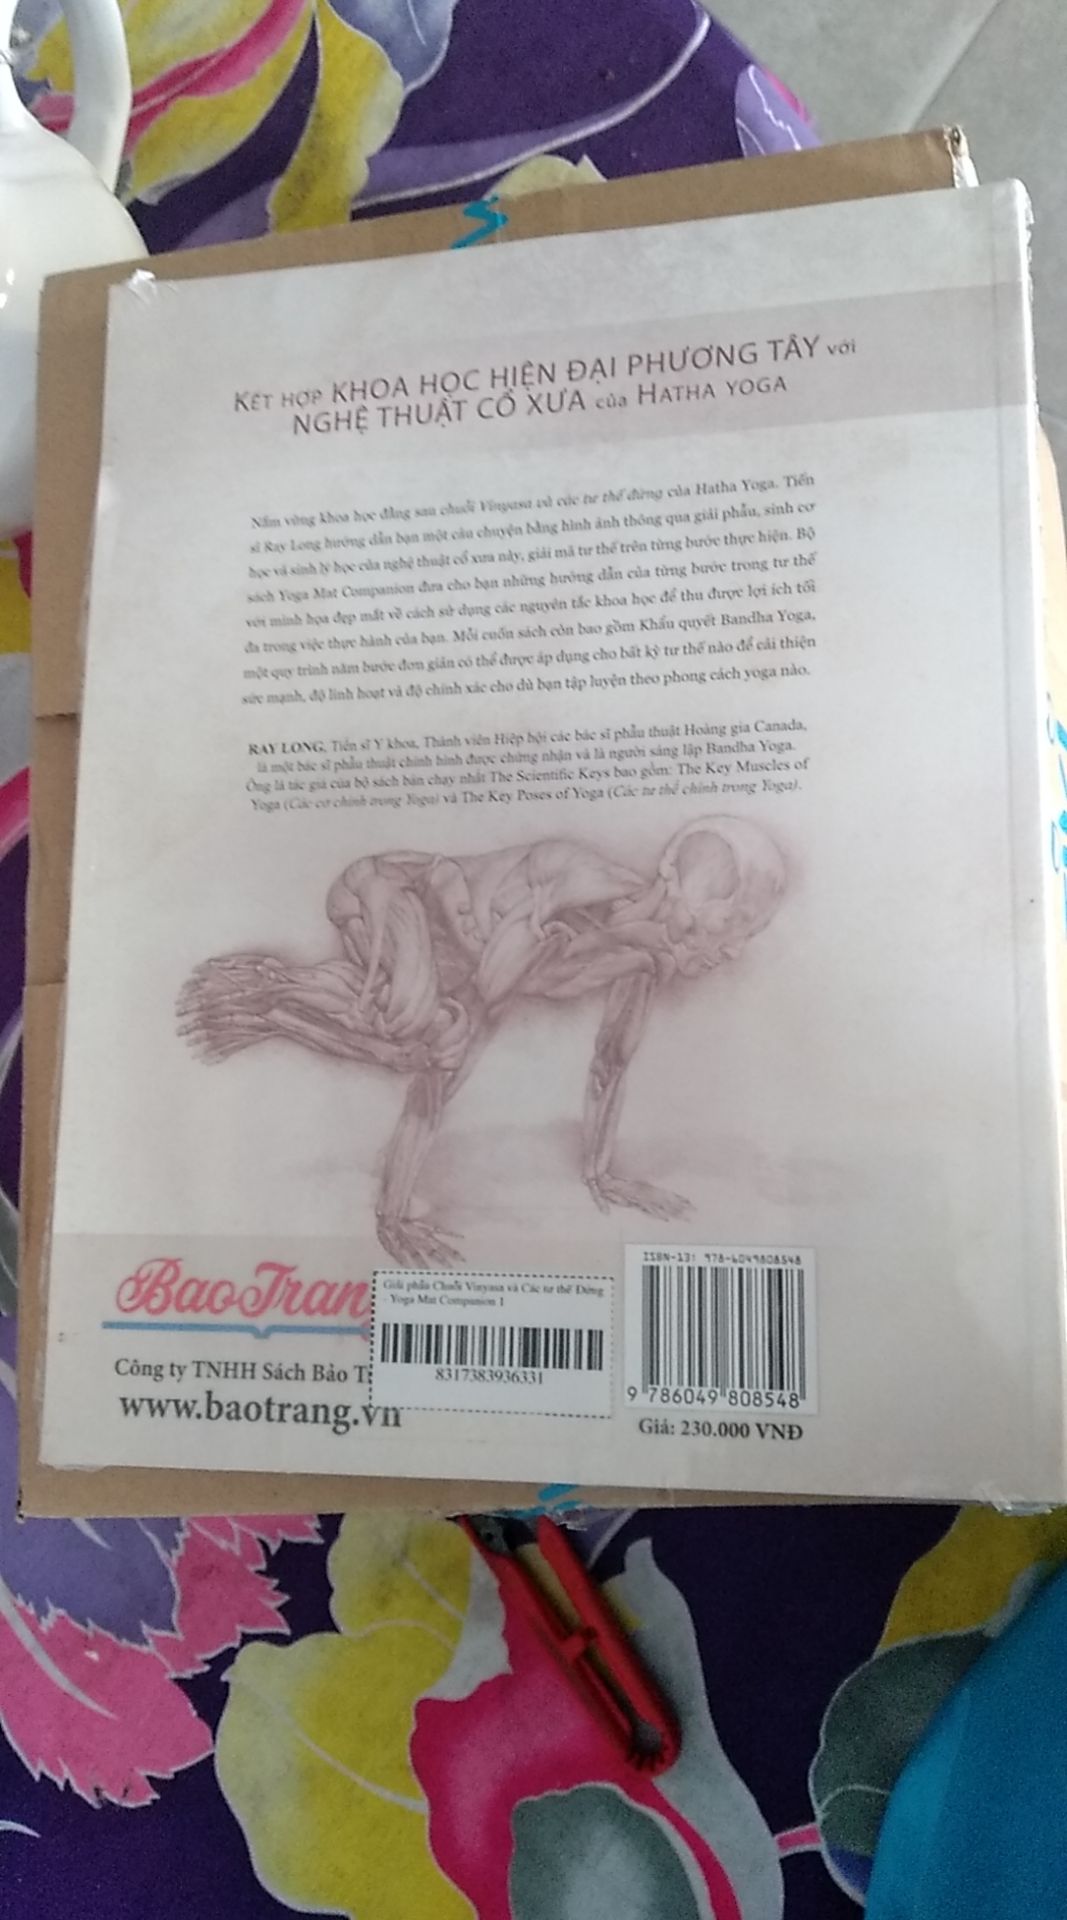 KẾT HỢP KHOA HỌC HIỆN ĐẠI PHƯƠNG TÂY với
NGHỆ THUẬT CỔ XƯA của HATHA YOGA
Nắm vững khoa học đằng sau chuỗi Vinyasa và các tư thế đứng của Hatha Yoga. Tiến
sĩ Ray Long hướng dẫn bạn một câu chuyện bằng hình ảnh thông qua giải phẫu, sinh cơ
học và sinh lý học của nghệ thuật cổ xưa này, giải mã tư thế trên từng bước thực hiện. Bộ
sách Yoga Mat Companion đưa cho bạn những hướng dẫn của từng bước trong tư thế
với minh họa đẹp mắt về cách sử dụng các nguyên tắc khoa học để thu được lợi ích tối
đa trong việc thực hành của bạn. Mỗi cuốn sách còn bao gồm Khẩu quyết Bandha Yoga,
một quy trình năm bước đơn giản có thể được áp dụng cho bất kỳ tư thế nào để cải thiện
sức mạnh, độ linh hoạt và độ chính xác cho dù bạn tập luyện theo phong cách yoga nào.
RAY LONG, Tiến sĩ Y khoa, Thành viên Hiệp hội các bác sĩ phẫu thuật Hoàng gia Canada,
là một bác sĩ phẫu thuật chỉnh hình được chứng nhận và là người sáng lập Bandha Yoga.
Ông là tác giả của bộ sách bán chạy nhất The Scientific Keys bao gồm: The Key Muscles of
Yoga (Các cơ chính trong Yoga) và The Key Poses of Yoga (Các tư thế chính trong Yoga).
BaoTran
Công ty TNHH Sách Bảo T
www.baotrang.vn
Giải phẫu Chuỗi Vinyasa và Các tư thế Đứng
- Yoga Mat Companion 1
8317383936331
ISBN-13: 978-6049808548
9 786049 808548
Giá: 230.000 VNĐ